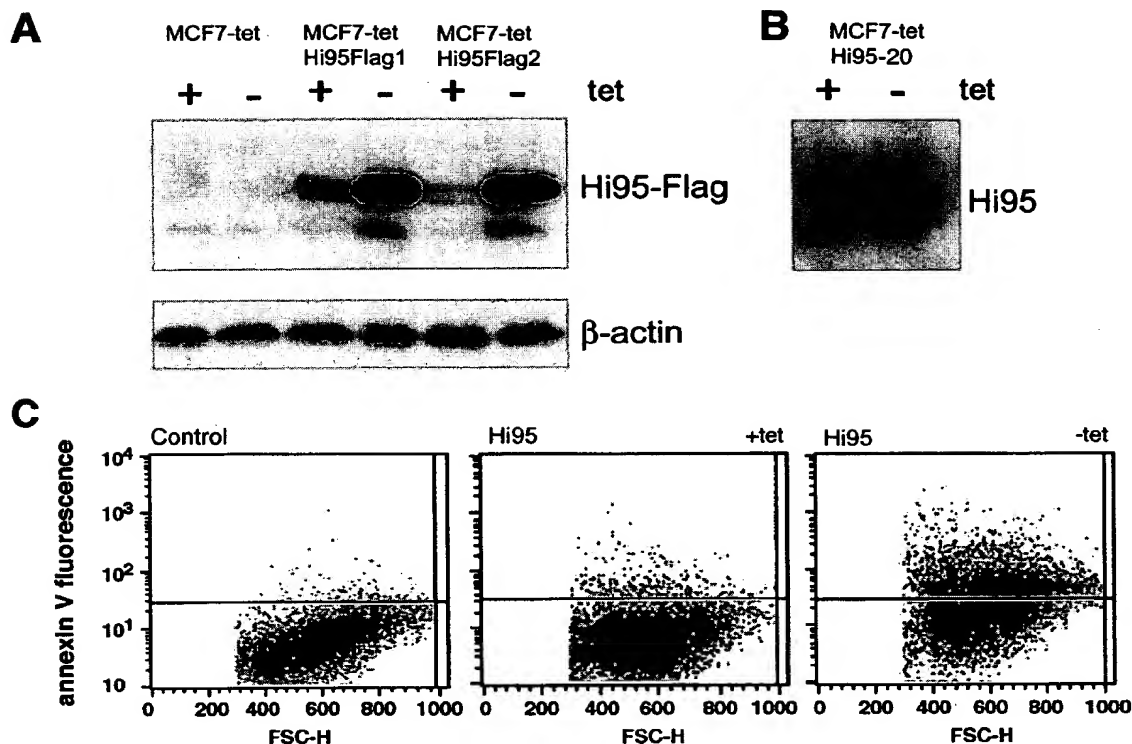 A
MCF7-tet
MCF7-tet
Hi95Flag1
MCF7-tet
Hi95Flag2
+ - + - + - tet
Hi95-Flag
β-actin
B
MCF7-tet
Hi95-20
+ - tet
Hi95
C
Control
Hi95 +tet
Hi95 -tet
annexin V fluorescence
10⁴
10³
10²
10¹
10
0 200 400 600 800 1000
0 200 400 600 800 1000
0 200 400 600 800 1000
FSC-H
FSC-H
FSC-H